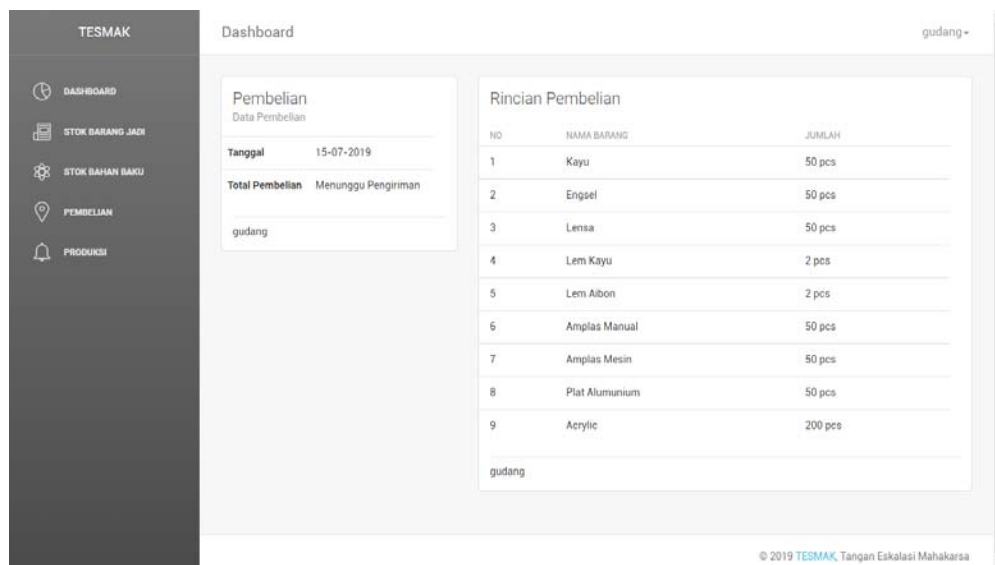 TESMAK
DASHBOARD
STOK BARANG JADI
STOK BAHAN BAKU
PEMBELIAN
PRODUKSI
Dashboard
gudang
Pembelian
Data Pembelian
Tanggal 15-07-2019
Total Pembelian Menunggu Pengiriman
gudang
Rincian Pembelian
NO NAMA BARANG JUMLAH
1 Kayu 50 pcs
2 Engsel 50 pcs
3 Lensa 50 pcs
4 Lem Kayu 2 pcs
5 Lem Aibon 2 pcs
6 Amplas Manual 50 pcs
7 Amplas Mesin 50 pcs
8 Plat Alumunium 50 pcs
9 Acrylic 200 pcs
gudang
© 2019 TESMAK, Tangan Eskalasi Mahakarsa